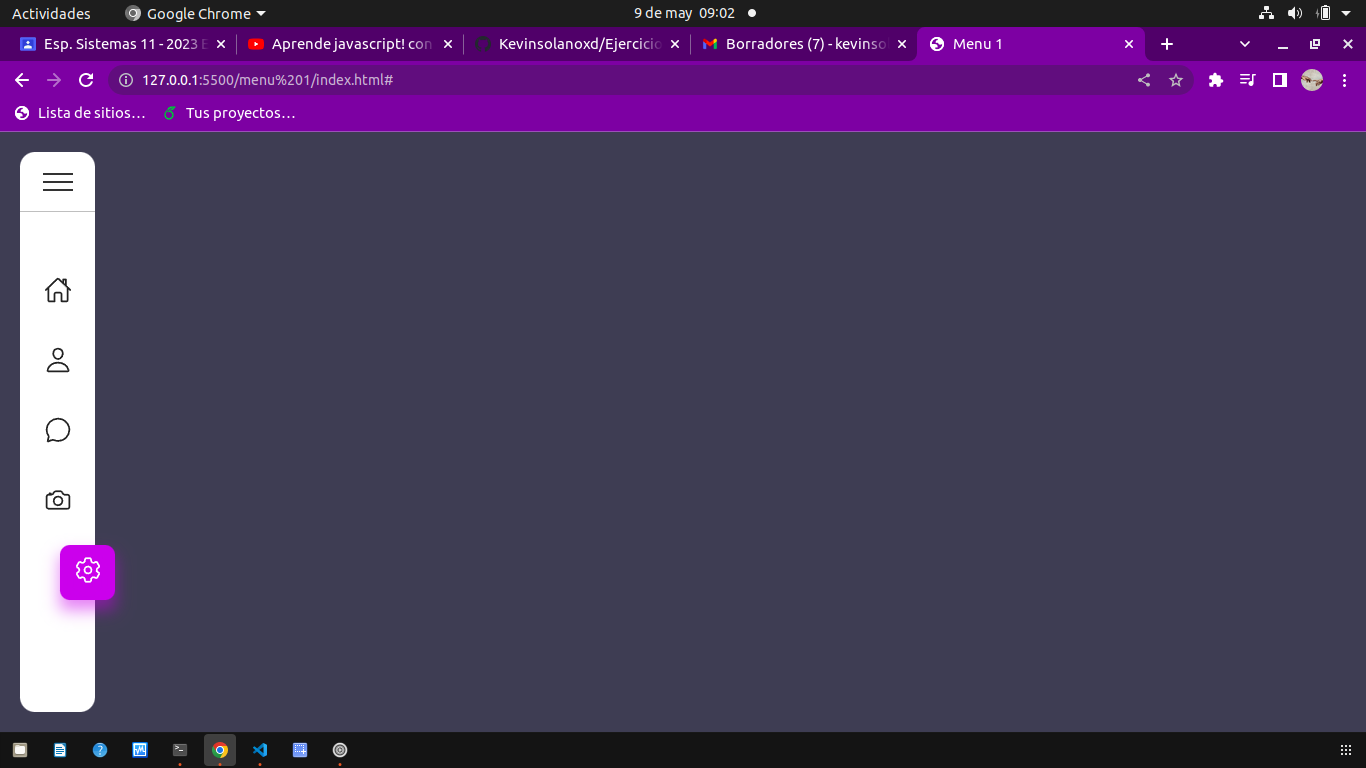 Actividades Google Chrome 9 de may 09:02
Esp. Sistemas 11 - 2023 E Aprende javascript! con Kevinsolanoxd/Ejercicio Borradores (7) - kevinsol Menu 1
127.0.0.1:5500/menu%201/index.html#
Lista de sitios… Tus proyectos…